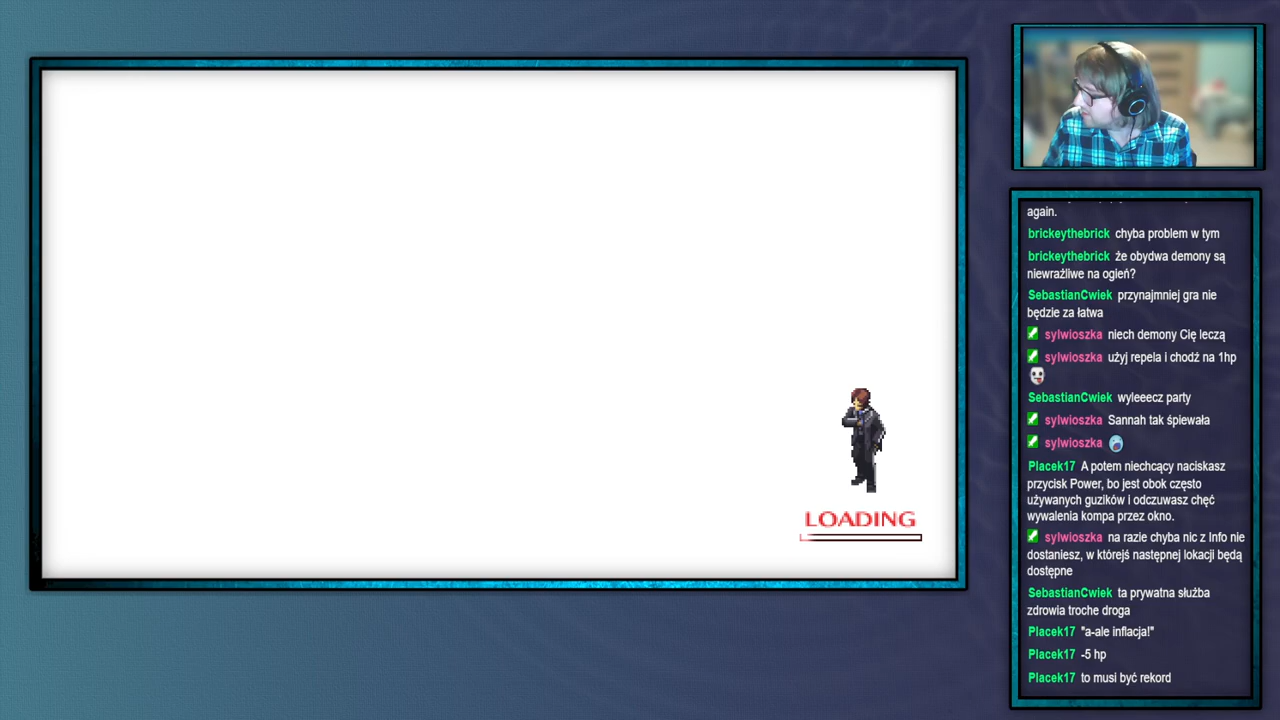 again.
brickeythebrick chyba problem w tym
brickeythebrick że obydwa demony są
niewrażliwe na ogień?
SebastianCwiek przynajmniej gra nie
będzie za łatwa
sylwioszka niech demony Cię leczą
sylwioszka użyj repela i chodź na 1hp
SebastianCwiek wyleeecz party
sylwioszka Sannah tak śpiewała
sylwioszka
Placek17 A potem niechcący naciskasz
przycisk Power, bo jest obok często
używanych guzików i odczuwasz chęć
wywalenia kompa przez okno.
sylwioszka na razie chyba nic z Info nie
dostaniesz, w którejś następnej lokacji będą
dostępne
SebastianCwiek ta prywatna służba
zdrowia troche droga
Placek17 "a-ale inflacja!"
Placek17 -5 hp
Placek17 to musi być rekord
LOADING